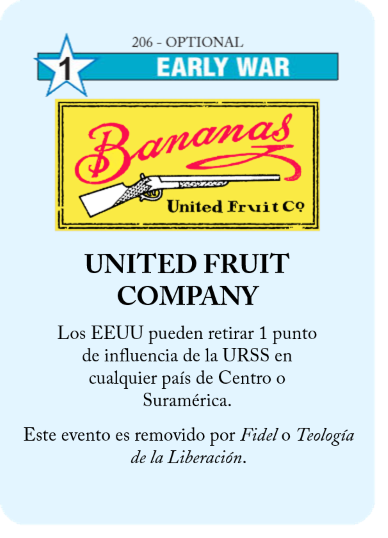 206 - OPTIONAL
1
EARLY WAR
Bananas
United Fruit Co
UNITED FRUIT
COMPANY
Los EEUU pueden retirar 1 punto
de influencia de la URSS en
cualquier país de Centro o
Suramérica.
Este evento es removido por Fidel o Teología
de la Liberación.